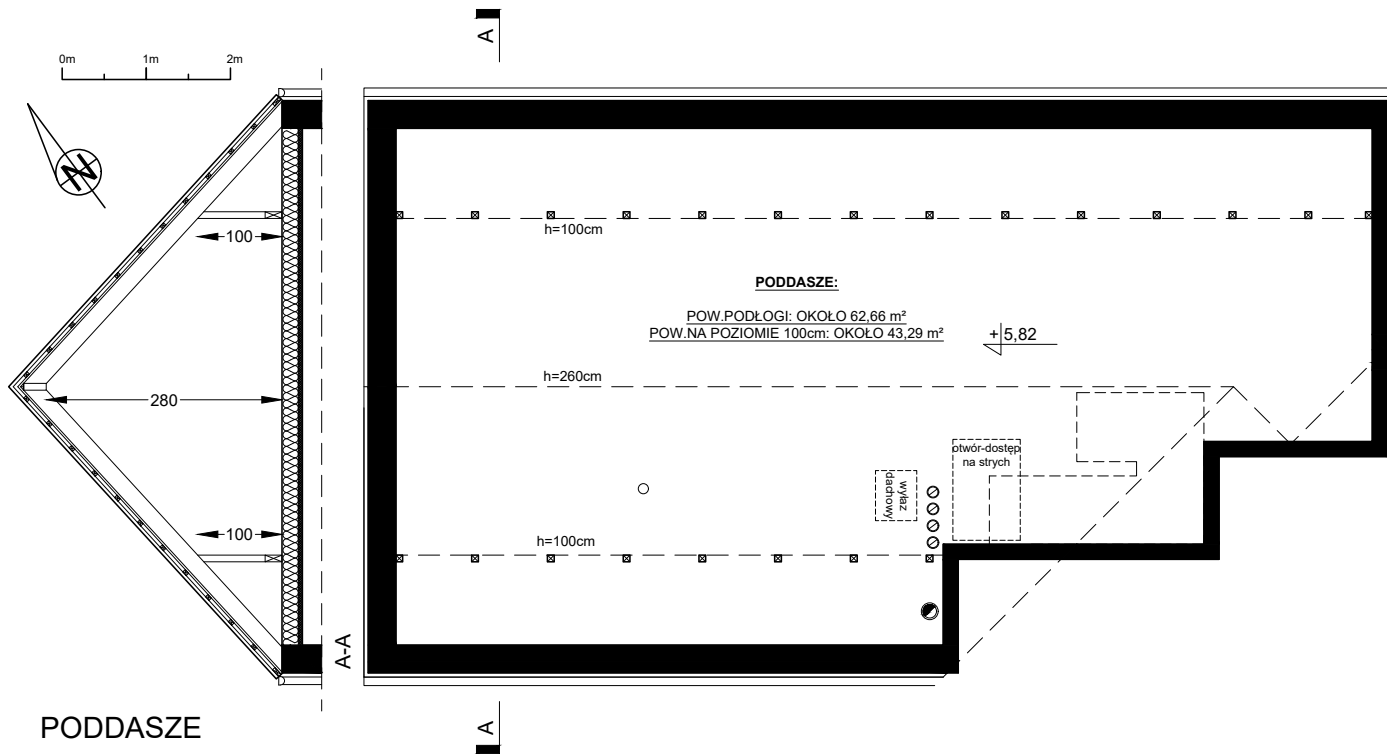 A
0m 1m 2m
N
100
h=100cm
PODDASZE:
POW.PODŁOGI: OKOŁO 62,66 m²
POW.NA POZIOMIE 100cm: OKOŁO 43,29 m²
+5,82
h=260cm
280
otwór-dostęp
na strych
wyłaz
dachowy
100
h=100cm
A-A
PODDASZE
A